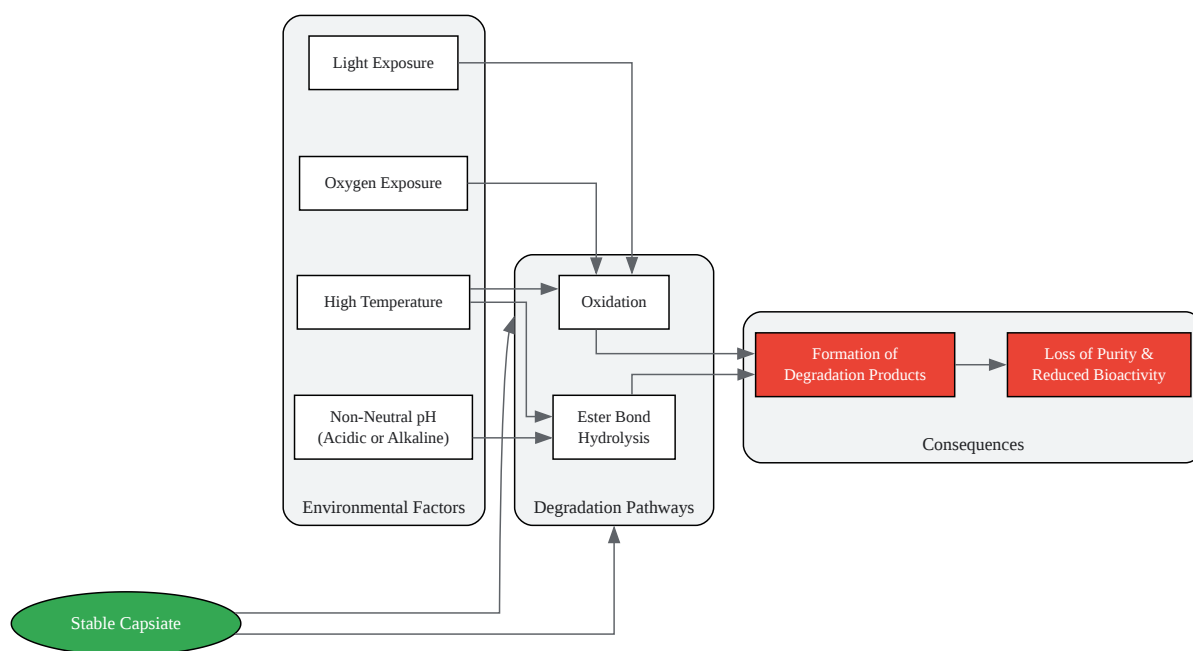 Light Exposure
Oxygen Exposure
High Temperature
Non-Neutral pH
(Acidic or Alkaline)
Environmental Factors
Oxidation
Ester Bond
Hydrolysis
Degradation Pathways
Formation of
Degradation Products
Loss of Purity &
Reduced Bioactivity
Consequences
Stable Capsiate